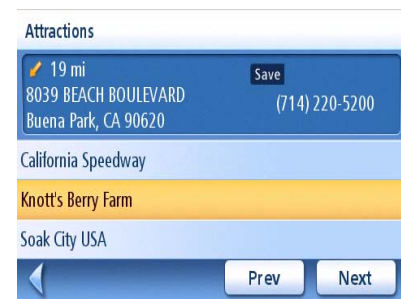 Attractions
19 mi
Save
8039 BEACH BOULEVARD
(714) 220-5200
Buena Park, CA 90620
California Speedway
Knott's Berry Farm
Soak City USA
Prev
Next